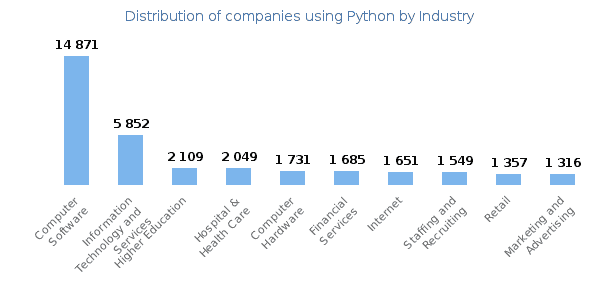 Distribution of companies using Python by Industry
14 871
5 852
2 109
2 049
1 731
1 685
1 651
1 549
1 357
1 316
Computer
Software
Information
Technology and
Services
Higher Education
Hospital &
Health Care
Computer
Hardware
Financial
Services
Internet
Staffing and
Recruiting
Retail
Marketing and
Advertising